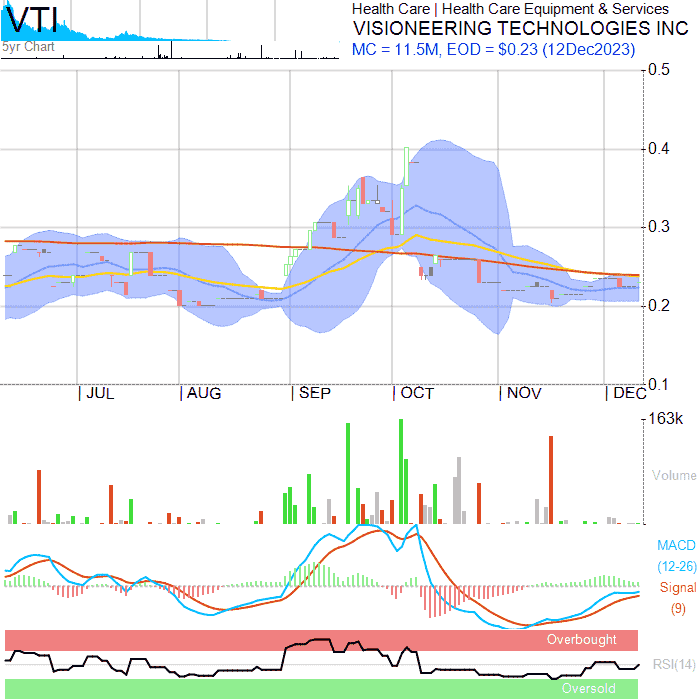 VTI
5yr Chart
Health Care | Health Care Equipment & Services
VISIONEERING TECHNOLOGIES INC
MC = 11.5M, EOD = $0.23 (12Dec2023)
0.5
0.4
0.3
0.2
0.1
| JUL | AUG | SEP | OCT | NOV | DEC
163k
Volume
MACD
(12-26)
Signal
(9)
Overbought
RSI(14)
Oversold